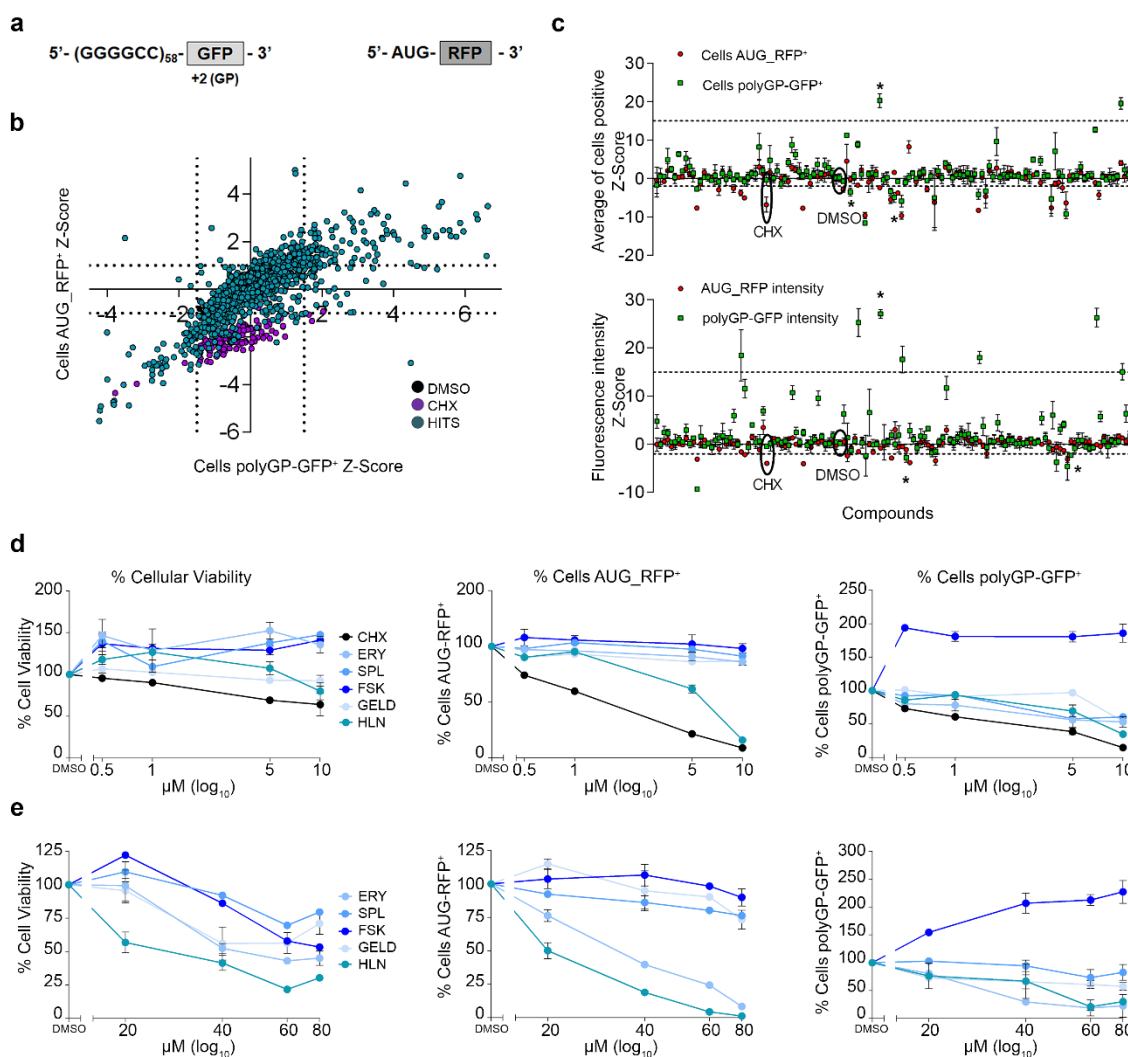 a
5'- (GGGGCC)58- GFP - 3'
+2 (GP)
5'- AUG- RFP - 3'
b
Cells AUG_RFP+ Z-Score
4
2
-4
-2
2
4
6
-4
-6
DMSO
CHX
HITS
Cells polyGP-GFP+ Z-Score
c
Average of cells positive
Z-Score
30
20
10
0
-10
-20
Cells AUG_RFP+
Cells polyGP-GFP+
*
CHX
DMSO
*
*
Fluorescence intensity
Z-Score
40
30
20
10
0
-10
AUG_RFP intensity
polyGP-GFP intensity
*
CHX
DMSO
*
*
Compounds
d
% Cellular Viability
% Cell Viability
200
150
100
50
0
DMSO
0.5
1
5
10
µM (log10)
CHX
ERY
SPL
FSK
GELD
HLN
% Cells AUG_RFP+
% Cells AUG-RFP+
150
100
50
0
DMSO
0.5
1
5
10
µM (log10)
% Cells polyGP-GFP+
% Cells polyGP-GFP+
250
200
150
100
50
0
DMSO
0.5
1
5
10
µM (log10)
e
% Cell Viability
125
100
75
50
25
0
DMSO
20
40
60
80
µM (log10)
ERY
SPL
FSK
GELD
HLN
% Cells AUG-RFP+
125
100
75
50
25
0
DMSO
20
40
60
80
µM (log10)
% Cells polyGP-GFP+
300
250
200
150
100
50
0
DMSO
20
40
60
80
µM (log10)